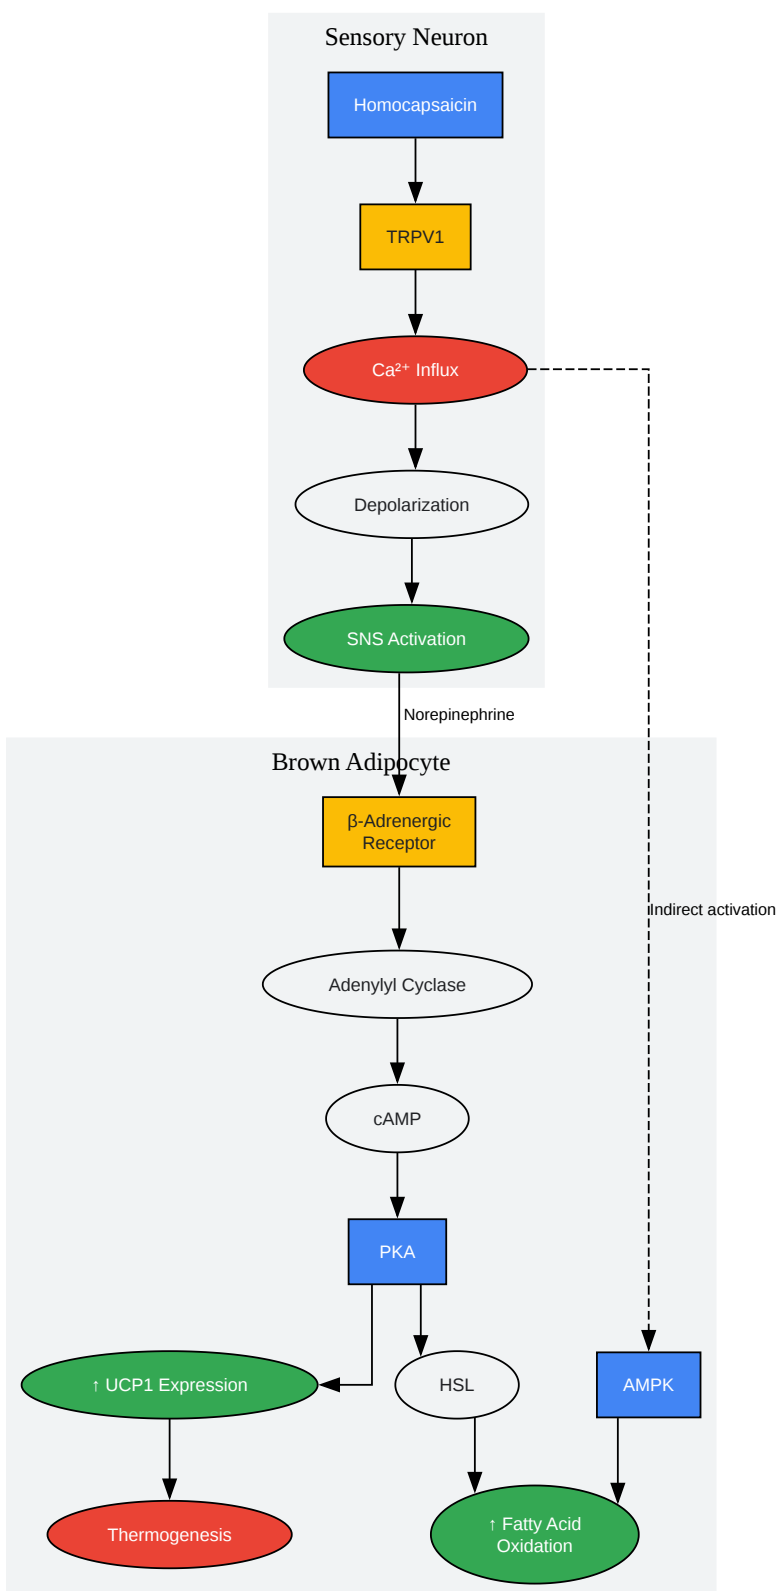 Sensory Neuron
Homocapsaicin
TRPV1
Ca²⁺ Influx
Depolarization
SNS Activation
Norepinephrine
Brown Adipocyte
β-Adrenergic
Receptor
Indirect activation
Adenylyl Cyclase
cAMP
PKA
↑ UCP1 Expression
HSL
AMPK
Thermogenesis
↑ Fatty Acid
Oxidation